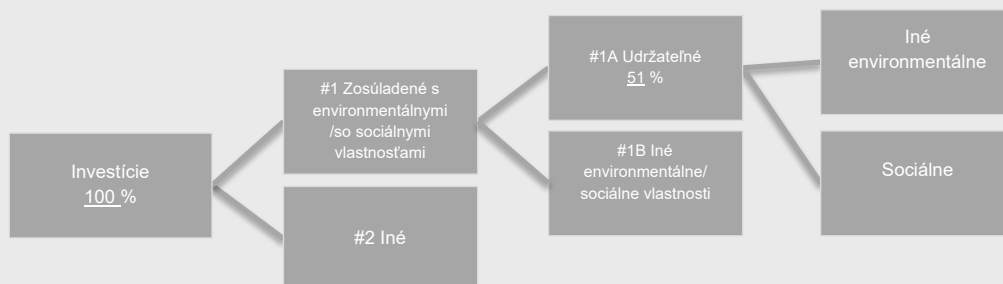 Investície
100 %
#1 Zosúladené s
environmentálnymi
/so sociálnymi
vlastnosťami
#2 Iné
#1A Udržateľné
51 %
#1B Iné
environmentálne/
sociálne vlastnosti
Iné
environmentálne
Sociálne